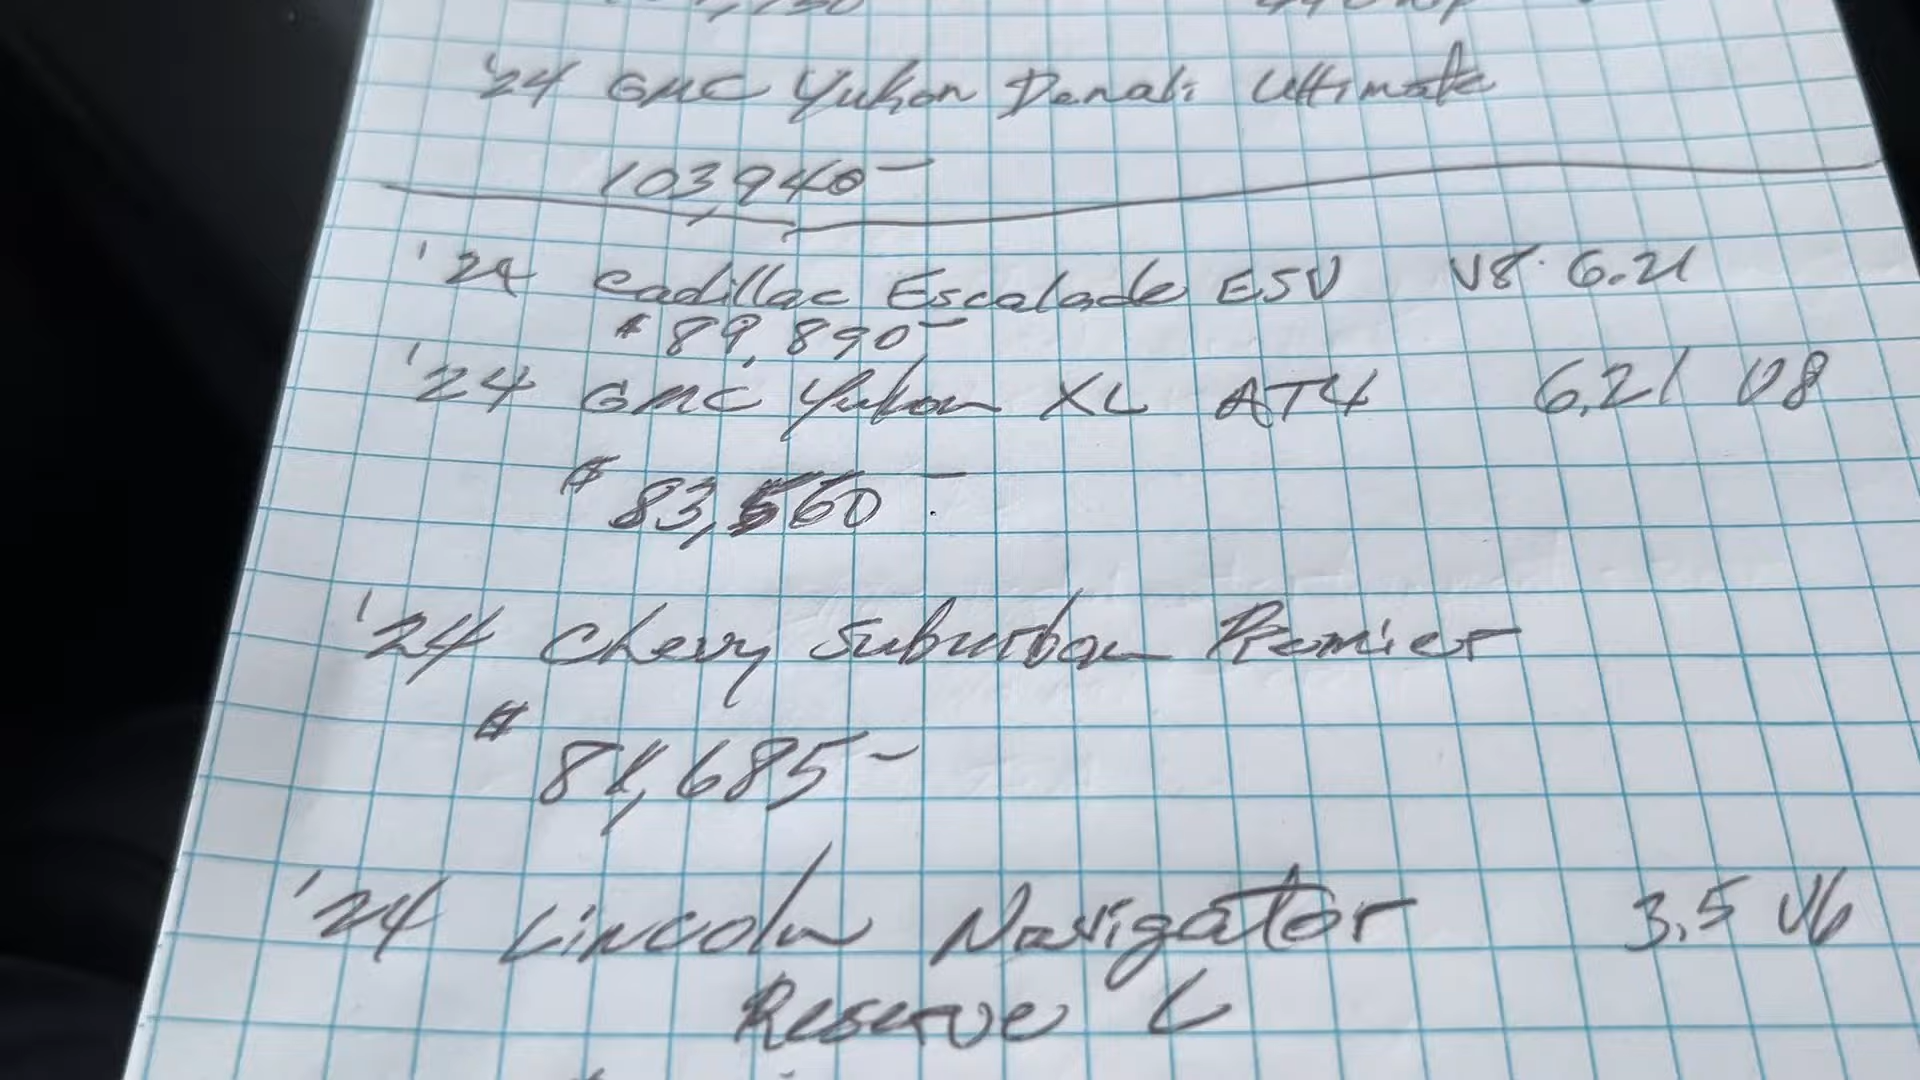 '24 GMC Yukon Denali Ultimate
103,940-
'24 Cadillac Escalade ESV V8 6.2l
$89,890-
'24 GMC Yukon XL AT4 6.2l V8
$83,560-
'24 Chevy Suburban Premier
$81,685-
'24 Lincoln Navigator 3.5 V6
Reserve L